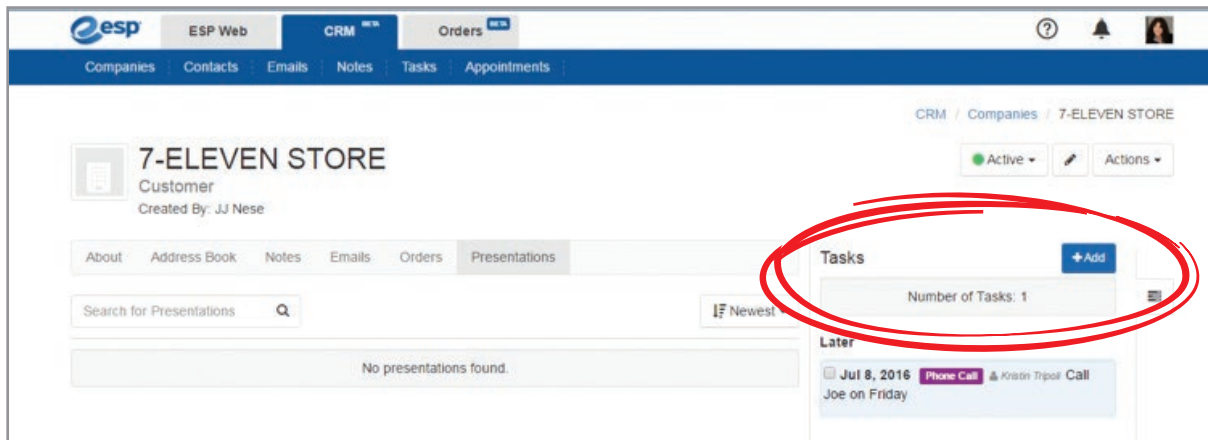 esp
ESP Web
CRM BETA
Orders BETA
Companies Contacts Emails Notes Tasks Appointments
CRM / Companies / 7-ELEVEN STORE
7-ELEVEN STORE
Active
Actions
Customer
Created By: JJ Nese
About Address Book Notes Emails Orders Presentations
Search for Presentations
Newest
No presentations found.
Tasks
+Add
Number of Tasks: 1
Later
Jul 8, 2016 Phone Call Kristin Tripoli Call
Joe on Friday